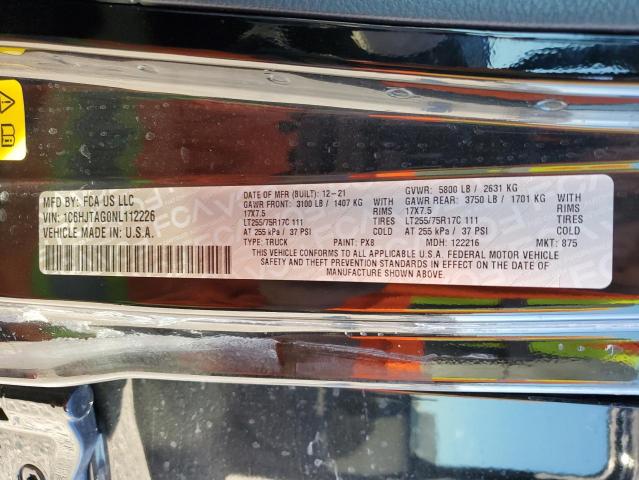 MFD BY: FCA US LLC
VIN: 1C6HJTAG0NL112226
VEHICLE MADE IN U.S.A.
DATE OF MFR (BUILT): 12-21
GAWR FRONT: 3100 LB / 1407 KG WITH
17X7.5 RIMS
LT255/75R17C 111 TIRES
AT 255 kPa / 37 PSI COLD
TYPE: TRUCK PAINT: PX8
GVWR: 5800 LB / 2631 KG
GAWR REAR: 3750 LB / 1701 KG WITH
17X7.5 RIMS
LT255/75R17C 111 TIRES
AT 255 kPa / 37 PSI COLD
MDH: 122216 MKT: 875
THIS VEHICLE CONFORMS TO ALL APPLICABLE U.S.A. FEDERAL MOTOR VEHICLE
SAFETY AND THEFT PREVENTION STANDARDS IN EFFECT ON THE DATE OF
MANUFACTURE SHOWN ABOVE.